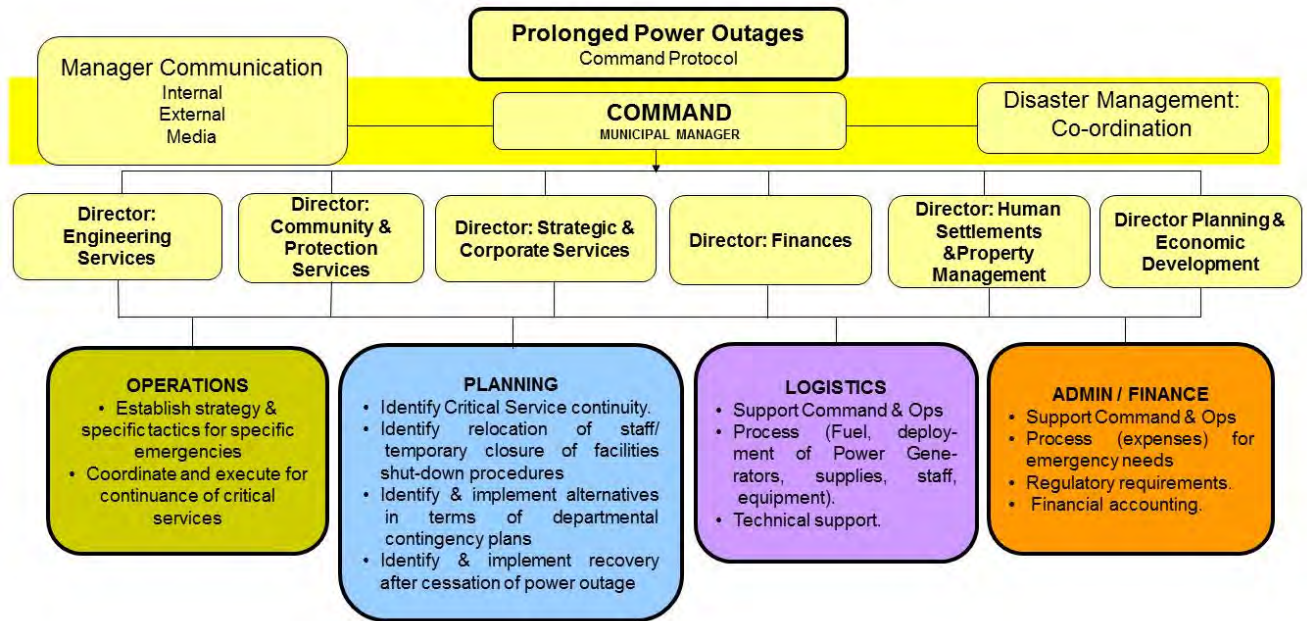 Prolonged Power Outages
Command Protocol
Manager Communication
Internal
External
Media
COMMAND
MUNICIPAL MANAGER
Disaster Management:
Co-ordination
Director:
Engineering
Services
Director:
Community &
Protection
Services
Director: Strategic &
Corporate Services
Director: Finances
Director: Human
Settlements
&Property
Management
Director Planning &
Economic
Development
OPERATIONS
• Establish strategy &
specific tactics for specific
emergencies
• Coordinate and execute for
continuance of critical
services
PLANNING
• Identify Critical Service continuity.
• Identify relocation of staff/
temporary closure of facilities
shut-down procedures
• Identify & implement alternatives
in terms of departmental
contingency plans
• Identify & implement recovery
after cessation of power outage
LOGISTICS
• Support Command & Ops
• Process (Fuel, deploy-
ment of Power Gene-
rators, supplies, staff,
equipment).
• Technical support.
ADMIN / FINANCE
• Support Command & Ops
• Process (expenses) for
emergency needs
• Regulatory requirements.
• Financial accounting.